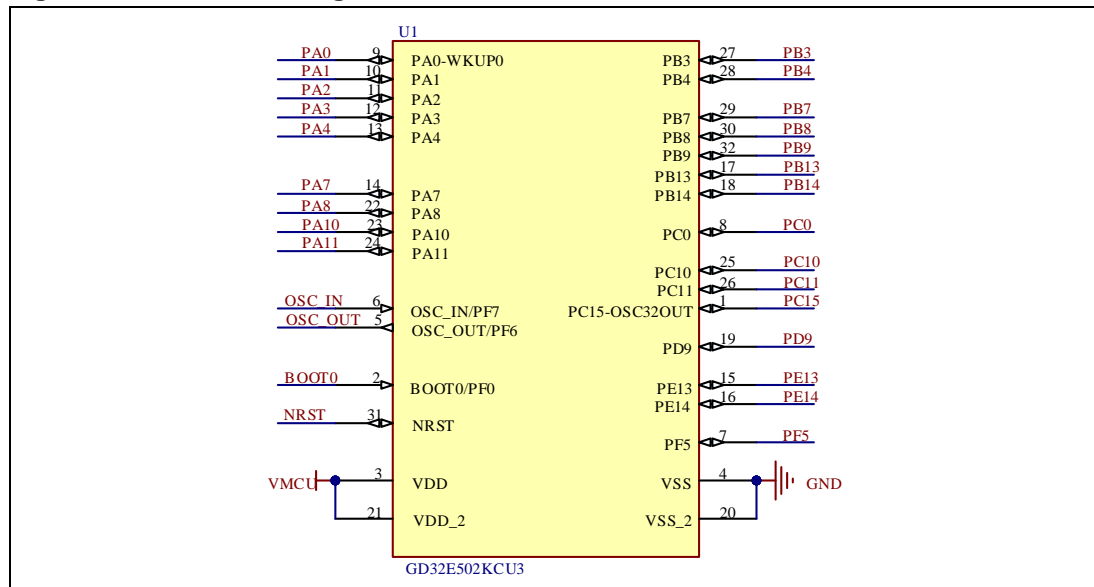 U1
PA0 9 PA0-WKUP0 PB3 27 PB3
PA1 10 PA1 PB4 28 PB4
PA2 11 PA2
PA3 12 PA3 PB7 29 PB7
PA4 13 PA4 PB8 30 PB8
PB9 32 PB9
PB13 17 PB13
PA7 14 PA7 PB14 18 PB14
PA8 22 PA8
PA10 23 PA10 PC0 8 PC0
PA11 24 PA11
PC10 25 PC10
PC11 26 PC11
OSC_IN 6 OSC_IN/PF7 PC15-OSC32OUT 1 PC15
OSC_OUT 5 OSC_OUT/PF6
PD9 19 PD9
BOOT0 2 BOOT0/PF0 PE13 15 PE13
PE14 16 PE14
NRST 31 NRST
PF5 7 PF5
VMCU 3 VDD VSS 4 GND
21 VDD_2 VSS_2 20
GD32E502KCU3